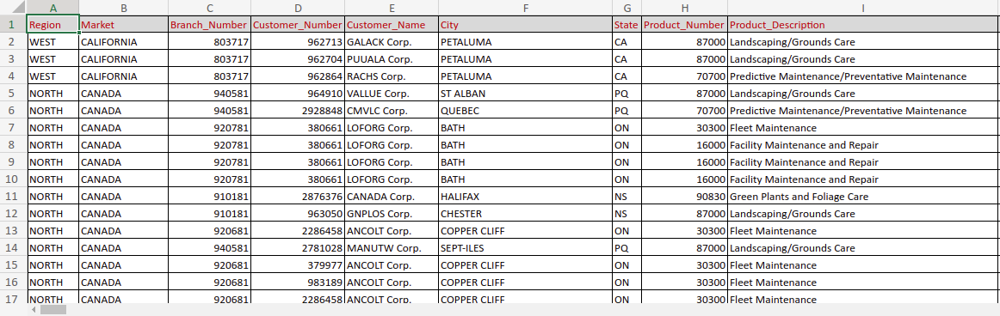 A B C D E F G H I
1 Region Market Branch_Number Customer_Number Customer_Name City State Product_Number Product_Description
2 WEST CALIFORNIA 803717 962713 GALACK Corp. PETALUMA CA 87000 Landscaping/Grounds Care
3 WEST CALIFORNIA 803717 962704 PUUALA Corp. PETALUMA CA 87000 Landscaping/Grounds Care
4 WEST CALIFORNIA 803717 962864 RACHS Corp. PETALUMA CA 70700 Predictive Maintenance/Preventative Maintenance
5 NORTH CANADA 940581 964910 VALLUE Corp. ST ALBAN PQ 87000 Landscaping/Grounds Care
6 NORTH CANADA 940581 2928848 CMVLC Corp. QUEBEC PQ 70700 Predictive Maintenance/Preventative Maintenance
7 NORTH CANADA 920781 380661 LOFORG Corp. BATH ON 30300 Fleet Maintenance
8 NORTH CANADA 920781 380661 LOFORG Corp. BATH ON 16000 Facility Maintenance and Repair
9 NORTH CANADA 920781 380661 LOFORG Corp. BATH ON 16000 Facility Maintenance and Repair
10 NORTH CANADA 920781 380661 LOFORG Corp. BATH ON 16000 Facility Maintenance and Repair
11 NORTH CANADA 910181 2876376 CANADA Corp. HALIFAX NS 90830 Green Plants and Foliage Care
12 NORTH CANADA 910181 963050 GNPLOS Corp. CHESTER NS 87000 Landscaping/Grounds Care
13 NORTH CANADA 920681 2286458 ANCOLT Corp. COPPER CLIFF ON 30300 Fleet Maintenance
14 NORTH CANADA 940581 2781028 MANUTW Corp. SEPT-ILES PQ 87000 Landscaping/Grounds Care
15 NORTH CANADA 920681 379977 ANCOLT Corp. COPPER CLIFF ON 30300 Fleet Maintenance
16 NORTH CANADA 920681 983189 ANCOLT Corp. COPPER CLIFF ON 30300 Fleet Maintenance
17 NORTH CANADA 920681 2286458 ANCOLT Corp. COPPER CLIFF ON 30300 Fleet Maintenance